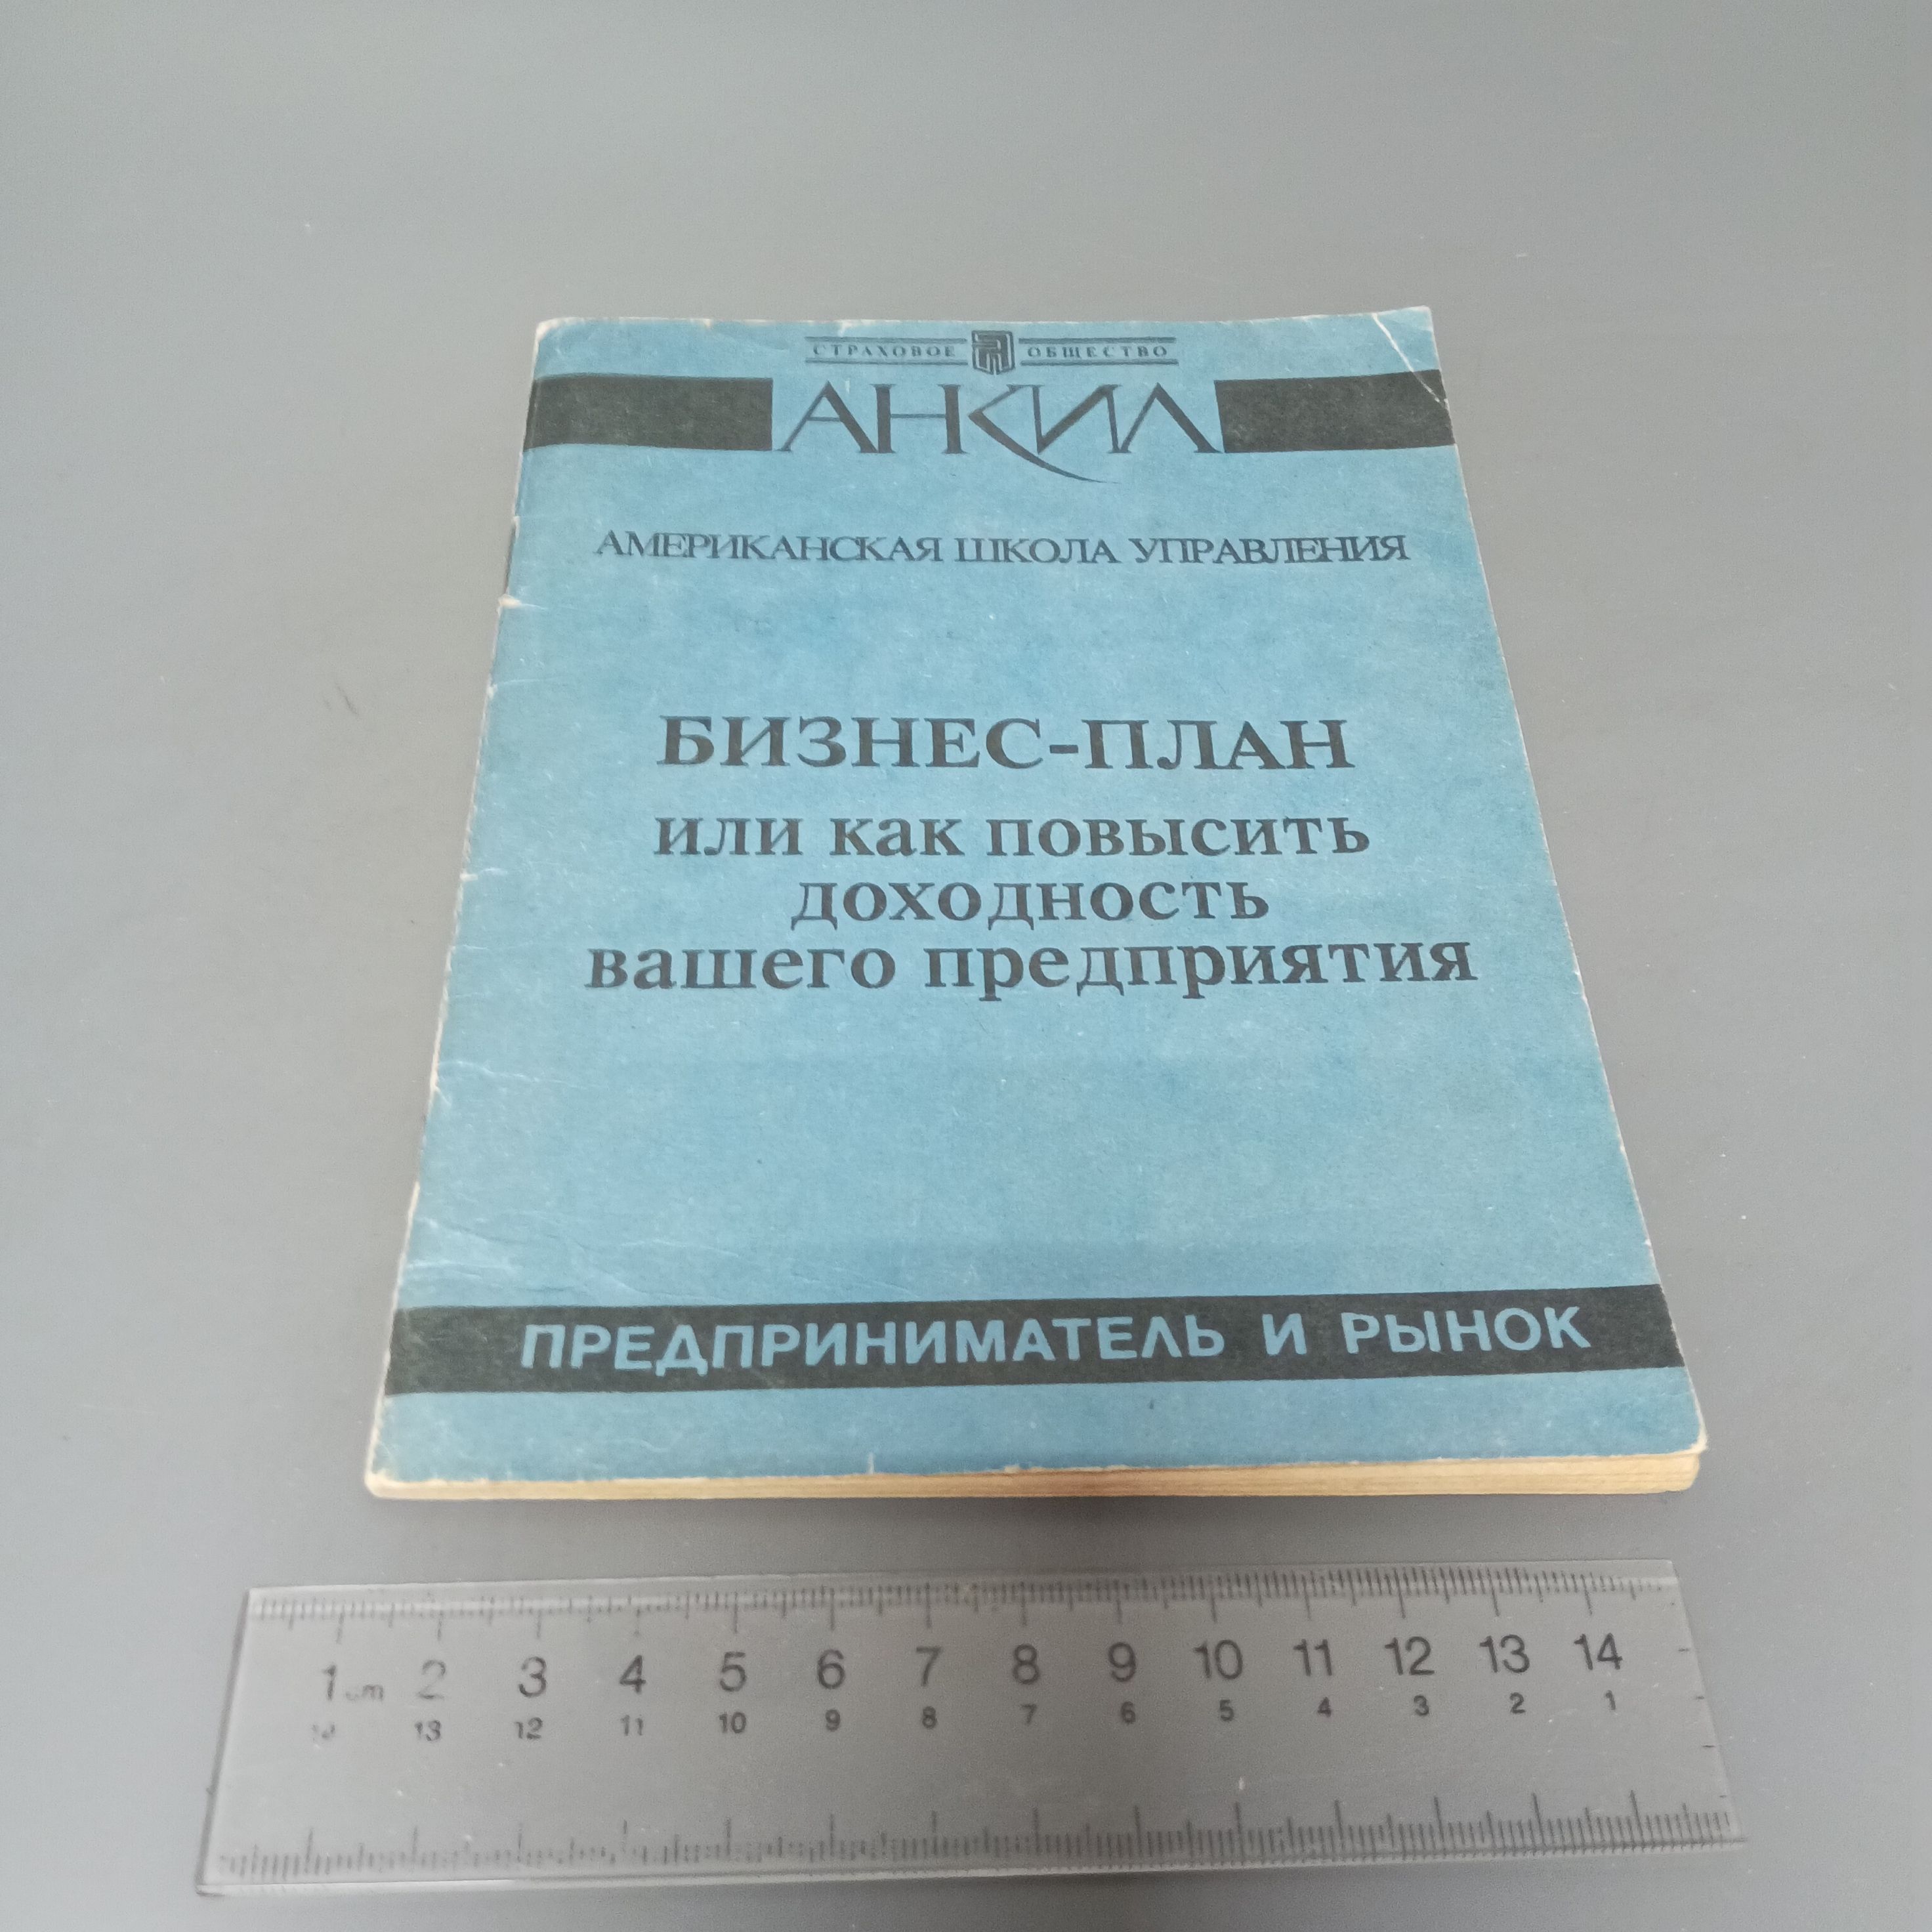 СТРАХОВОЕ ОБЩЕСТВО
АНКИЛ
АМЕРИКАНСКАЯ ШКОЛА УПРАВЛЕНИЯ
БИЗНЕС-ПЛАН
или как повысить
доходность
вашего предприятия
ПРЕДПРИНИМАТЕЛЬ И РЫНОК
1 cm 2 3 4 5 6 7 8 9 10 11 12 13 14
13 12 11 10 9 8 7 6 5 4 3 2 1